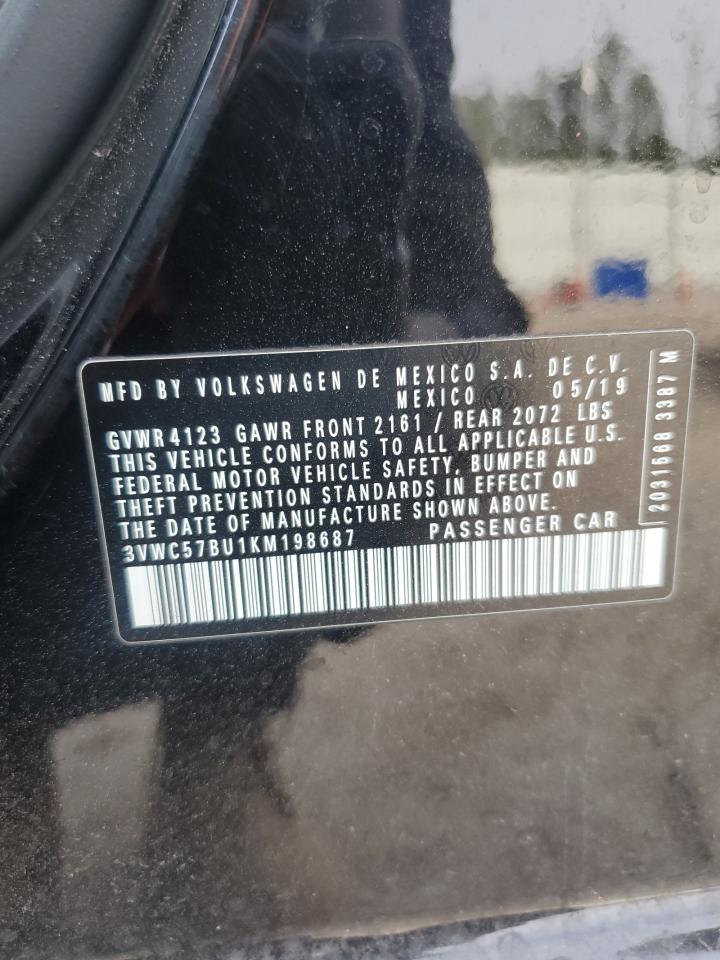 MFD BY VOLKSWAGEN DE MEXICO S.A. DE C.V.
MEXICO 05/19
GVWR 4123 GAWR FRONT 2161 / REAR 2072 LBS
THIS VEHICLE CONFORMS TO ALL APPLICABLE U.S.
FEDERAL MOTOR VEHICLE SAFETY, BUMPER AND
THEFT PREVENTION STANDARDS IN EFFECT ON
THE DATE OF MANUFACTURE SHOWN ABOVE.
3VWC57BU1KM198687 PASSENGER CAR
2031568 3387 M